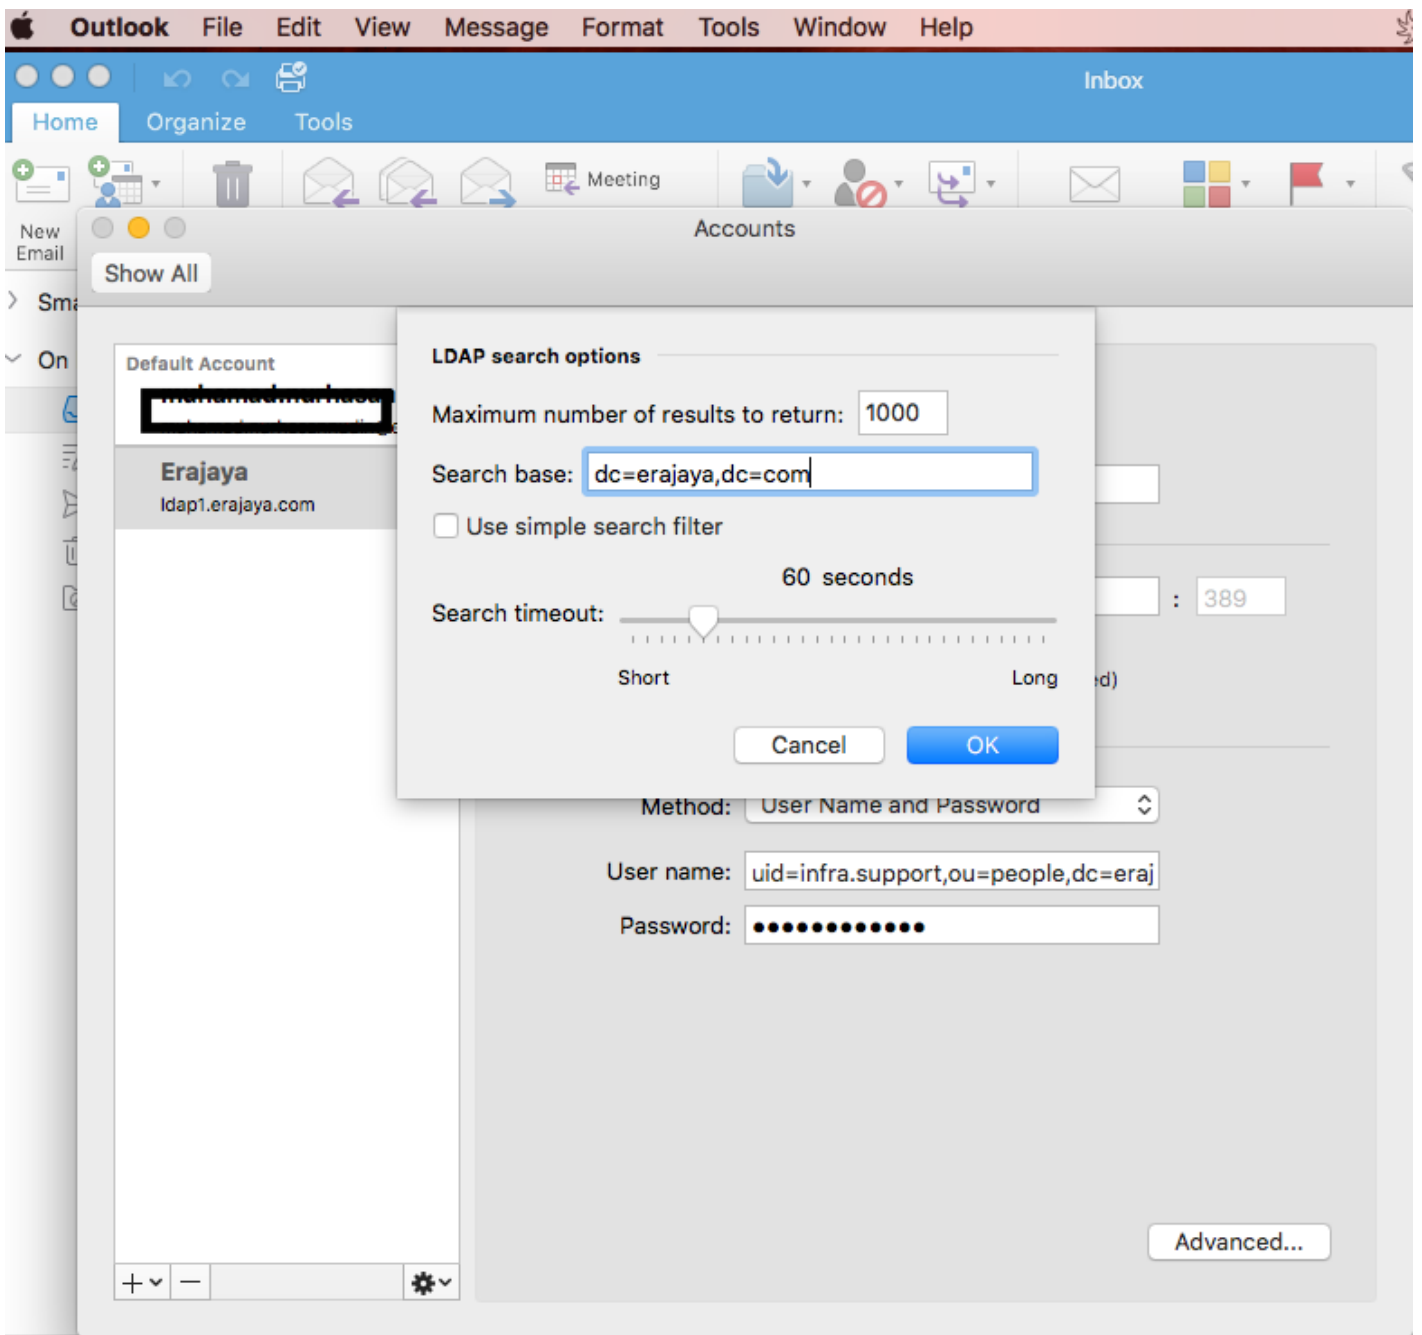 Outlook File Edit View Message Format Tools Window Help
Inbox
Home Organize Tools
Meeting
New
Email
Accounts
Show All
Sma
On
Default Account
LDAP search options
Maximum number of results to return: 1000
Search base: dc=erajaya,dc=com
Erajaya
ldap1.erajaya.com
Use simple search filter
60 seconds
: 389
Search timeout:
Short Long
ed)
Cancel OK
Method: User Name and Password
User name: uid=infra.support,ou=people,dc=eraj
Password: ••••••••••••
Advanced...